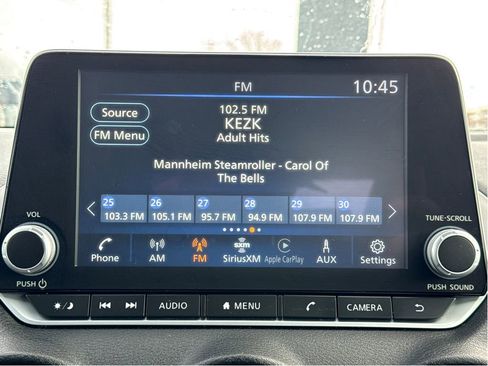 FM
10:45
Source
102.5 FM
KEZK
FM Menu
Adult Hits
Mannheim Steamroller - Carol Of
The Bells
25 26 27 28 29 30
103.3 FM 105.1 FM 95.7 FM 94.9 FM 107.9 FM 107.9 FM
VOL
TUNE-SCROLL
Phone AM FM SiriusXM Apple CarPlay AUX Settings
sxm
PUSH
PUSH SOUND
AUDIO MENU CAMERA